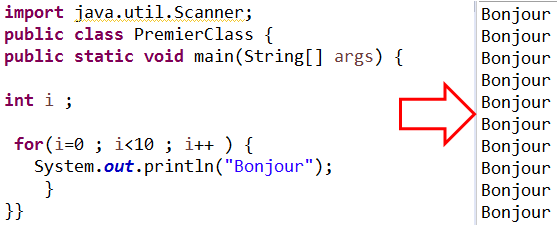 import java.util.Scanner;
public class PremierClass {
public static void main(String[] args) {
int i ;
for(i=0 ; i<10 ; i++ ) {
System.out.println("Bonjour");
}
}}
Bonjour
Bonjour
Bonjour
Bonjour
Bonjour
Bonjour
Bonjour
Bonjour
Bonjour
Bonjour